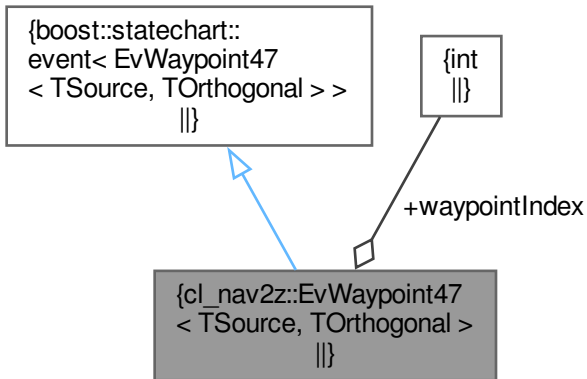 {boost::statechart::
event< EvWaypoint47
< TSource, TOrthogonal > >
||}
{int
||}
+waypointIndex
{cl_nav2z::EvWaypoint47
< TSource, TOrthogonal >
||}